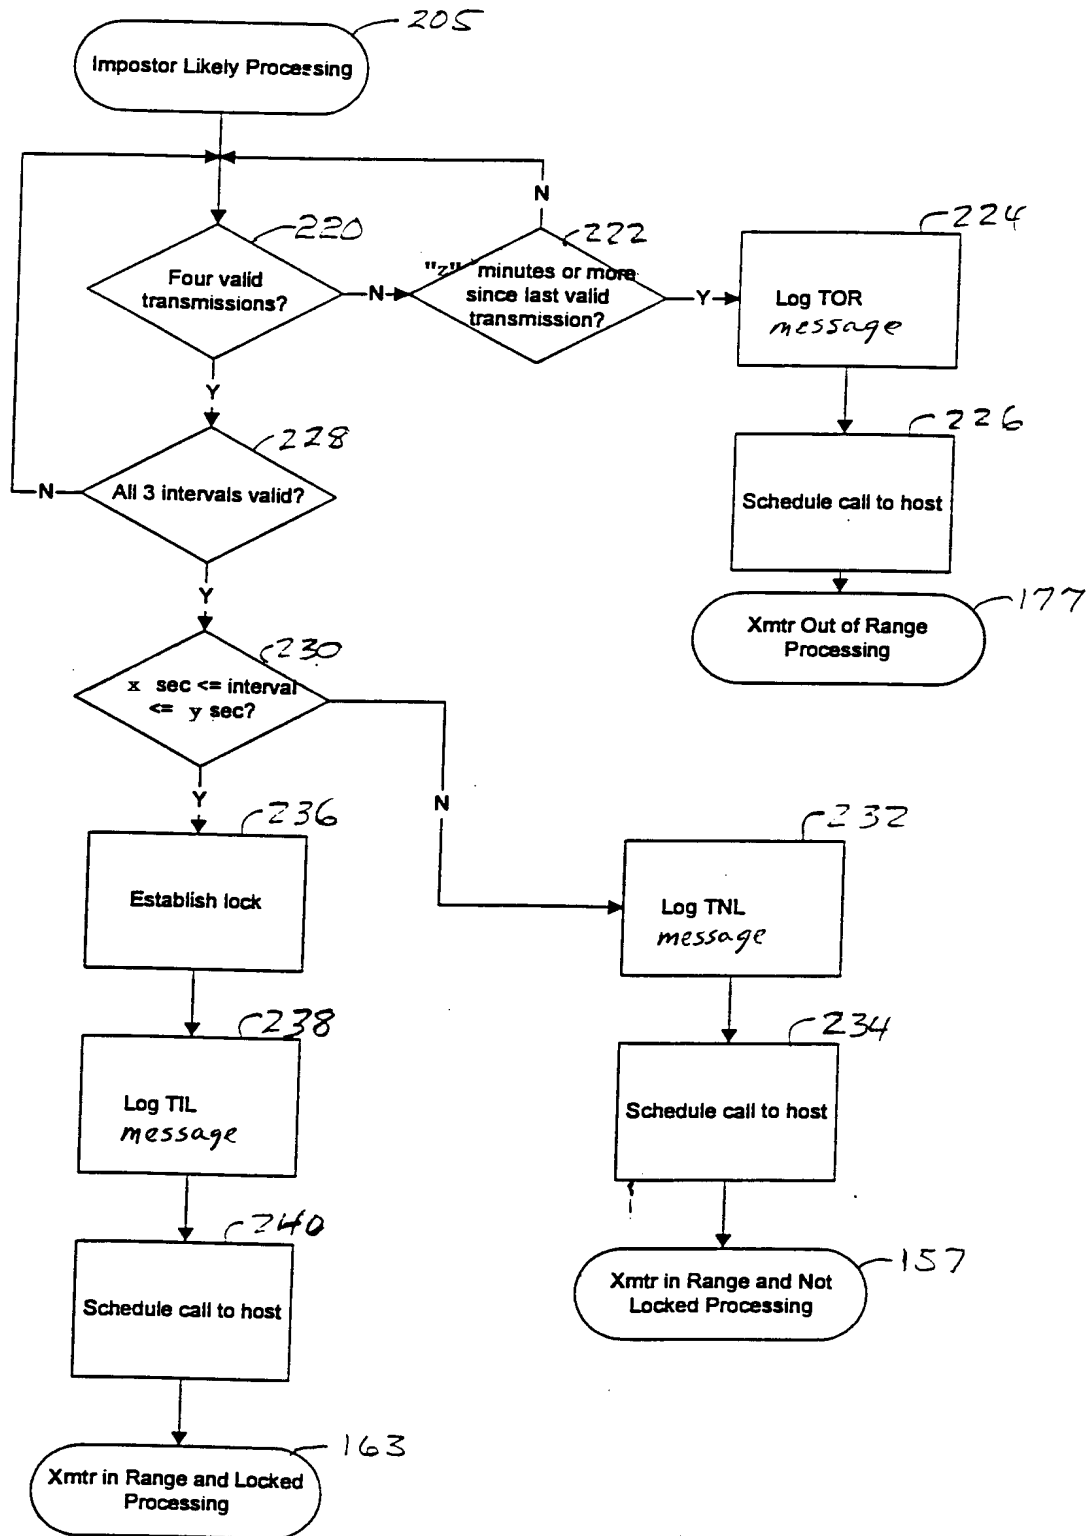 205
Impostor Likely Processing
N
220
222
224
Four valid
transmissions?
N
"z" minutes or more
since last valid
transmission?
Y
Log TOR
message
Y
228
226
All 3 intervals valid?
N
Schedule call to host
Y
177
Xmtr Out of Range
Processing
230
x sec <= interval
<= y sec?
Y
N
236
232
Establish lock
Log TNL
message
238
234
Log TIL
message
Schedule call to host
240
157
Schedule call to host
Xmtr in Range and Not
Locked Processing
163
Xmtr in Range and Locked
Processing